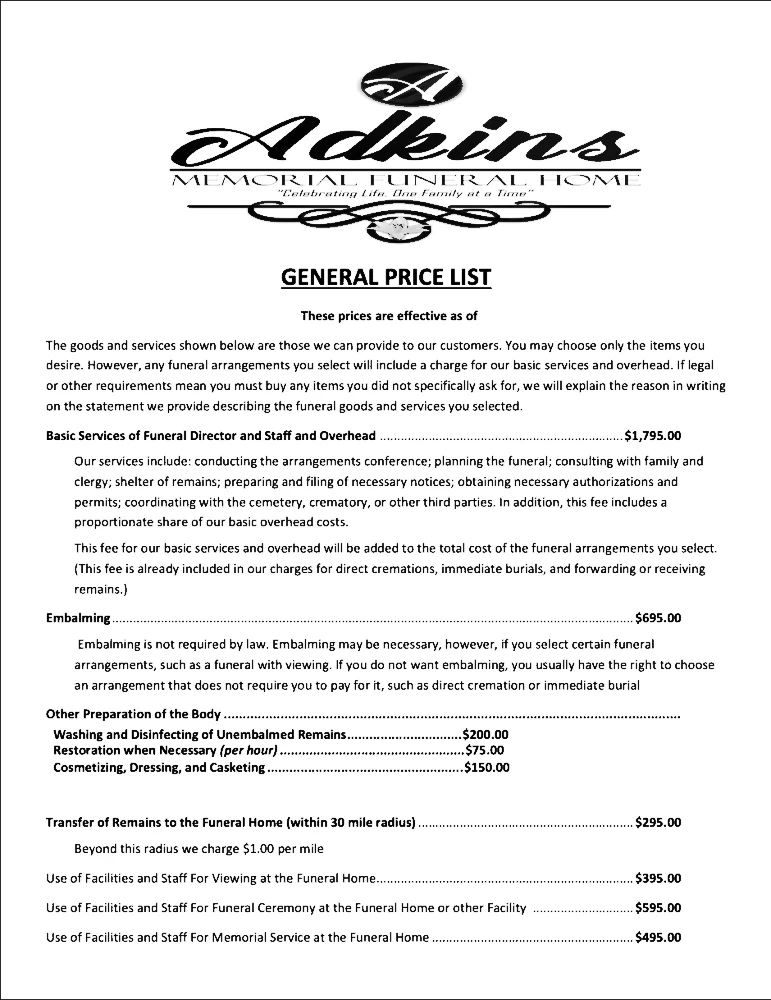 A
Adkins
MEMORIAL FUNERAL HOME
"Celebrating Life, One Family at a Time"
GENERAL PRICE LIST
These prices are effective as of
The goods and services shown below are those we can provide to our customers. You may choose only the items you
desire. However, any funeral arrangements you select will include a charge for our basic services and overhead. If legal
or other requirements mean you must buy any items you did not specifically ask for, we will explain the reason in writing
on the statement we provide describing the funeral goods and services you selected.
Basic Services of Funeral Director and Staff and Overhead ...................................................................... $1,795.00
Our services include: conducting the arrangements conference; planning the funeral; consulting with family and
clergy; shelter of remains; preparing and filing of necessary notices; obtaining necessary authorizations and
permits; coordinating with the cemetery, crematory, or other third parties. In addition, this fee includes a
proportionate share of our basic overhead costs.
This fee for our basic services and overhead will be added to the total cost of the funeral arrangements you select.
(This fee is already included in our charges for direct cremations, immediate burials, and forwarding or receiving
remains.)
Embalming ...................................................................................................................................................... $695.00
Embalming is not required by law. Embalming may be necessary, however, if you select certain funeral
arrangements, such as a funeral with viewing. If you do not want embalming, you usually have the right to choose
an arrangement that does not require you to pay for it, such as direct cremation or immediate burial
Other Preparation of the Body .........................................................................................................................
Washing and Disinfecting of Unembalmed Remains............................... $200.00
Restoration when Necessary (per hour) .................................................. $75.00
Cosmetizing, Dressing, and Casketing ..................................................... $150.00
Transfer of Remains to the Funeral Home (within 30 mile radius) .............................................................. $295.00
Beyond this radius we charge $1.00 per mile
Use of Facilities and Staff For Viewing at the Funeral Home.......................................................................... $395.00
Use of Facilities and Staff For Funeral Ceremony at the Funeral Home or other Facility ............................. $595.00
Use of Facilities and Staff For Memorial Service at the Funeral Home .......................................................... $495.00